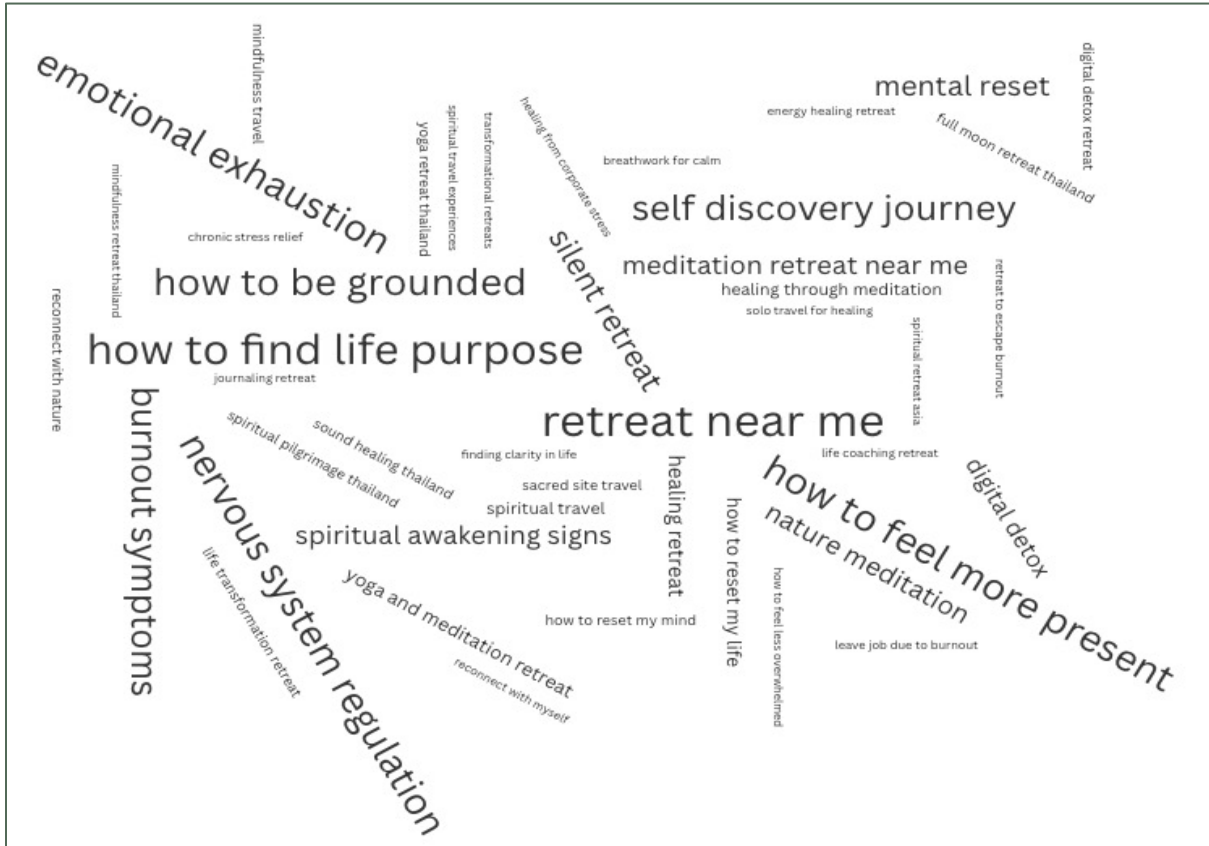 emotional exhaustion
mindfulness travel
mental reset
digital detox retreat
energy healing retreat
full moon retreat thailand
healing from corporate stress
spiritual travel experiences
transformational retreats
yoga retreat thailand
breathwork for calm
mindfulness retreat thailand
self discovery journey
chronic stress relief
silent retreat
how to be grounded
meditation retreat near me
retreat to escape burnout
healing through meditation
reconnect with nature
solo travel for healing
spiritual retreat asia
how to find life purpose
journaling retreat
burnout symptoms
retreat near me
spiritual pilgrimage thailand
sound healing thailand
nervous system regulation
finding clarity in life
life coaching retreat
how to feel more present
healing retreat
digital detox
sacred site travel
how to reset my life
spiritual travel
nature meditation
spiritual awakening signs
life transformation retreat
yoga and meditation retreat
how to feel less overwhelmed
how to reset my mind
leave job due to burnout
reconnect with myself